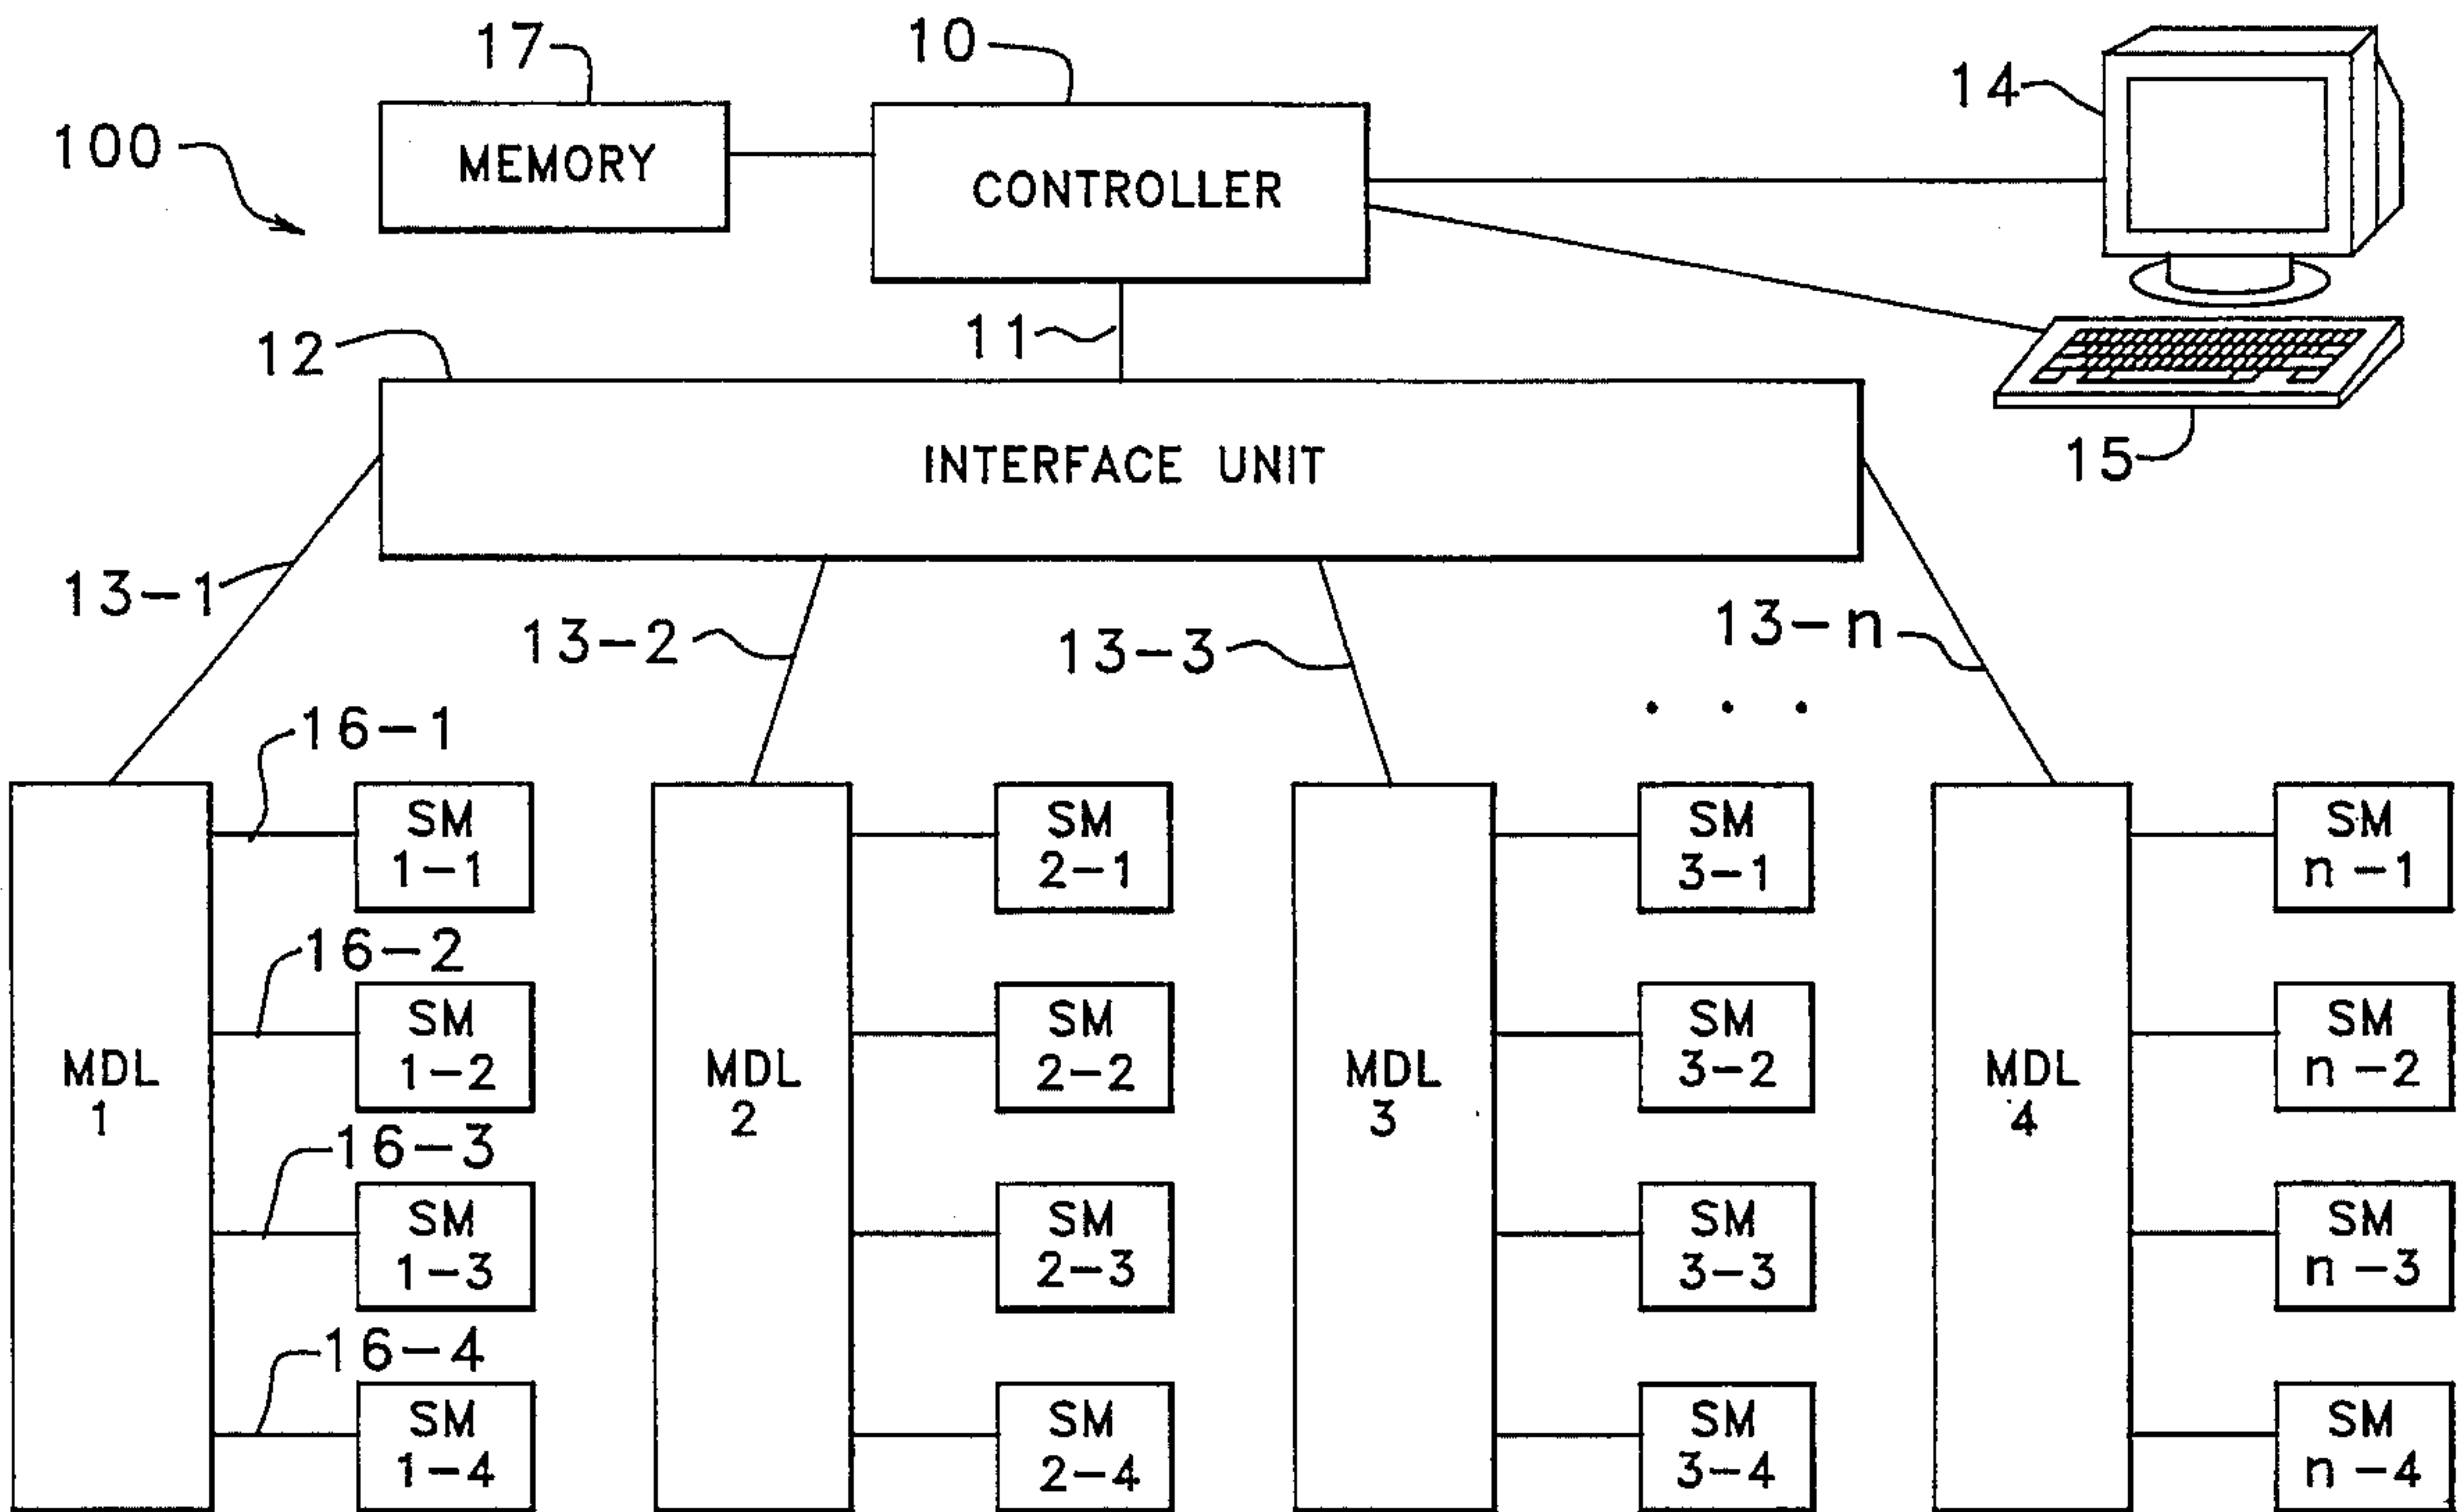 17
10
14
100
MEMORY
CONTROLLER
11
12
INTERFACE UNIT
15
13-1
13-2
13-3
13-n
. . .
16-1
SM
1-1
SM
2-1
SM
3-1
SM
n-1
16-2
SM
1-2
SM
2-2
SM
3-2
SM
n-2
MDL
1
MDL
2
MDL
3
MDL
4
16-3
SM
1-3
SM
2-3
SM
3-3
SM
n-3
16-4
SM
1-4
SM
2-4
SM
3-4
SM
n-4